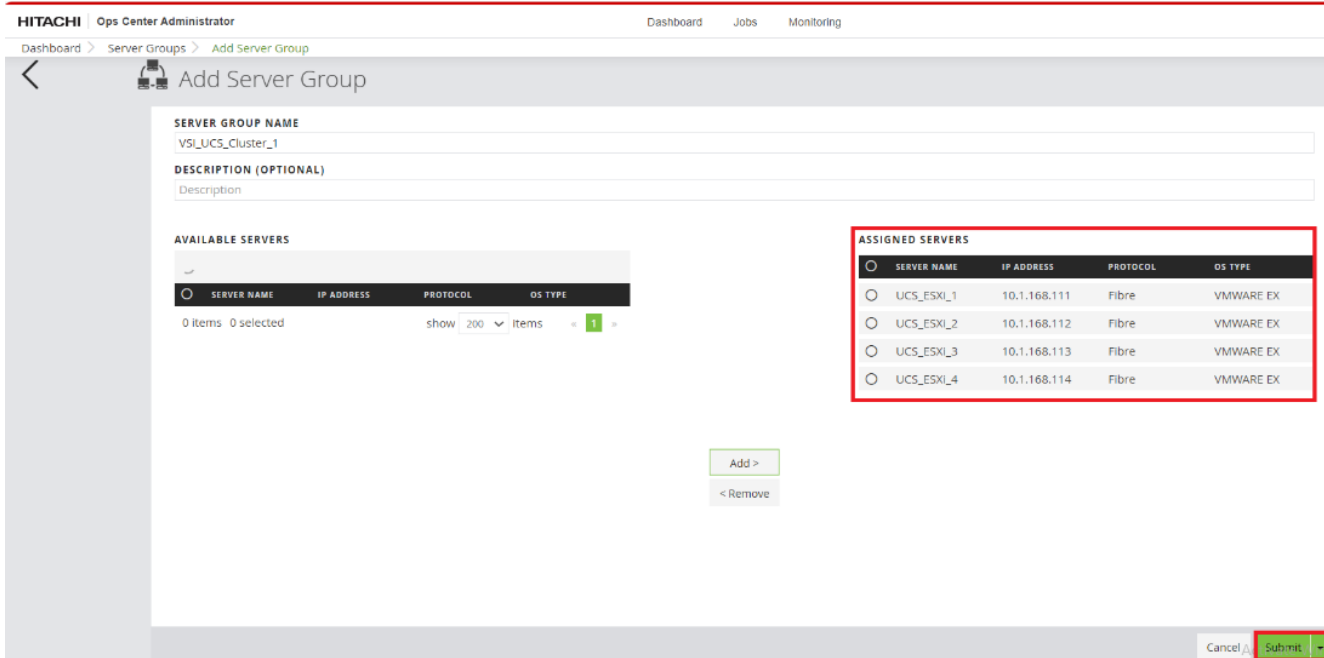 HITACHI Ops Center Administrator Dashboard Jobs Monitoring
Dashboard > Server Groups > Add Server Group
Add Server Group
SERVER GROUP NAME
VSI_UCS_Cluster_1
DESCRIPTION (OPTIONAL)
Description
AVAILABLE SERVERS
SERVER NAME IP ADDRESS PROTOCOL OS TYPE
0 items 0 selected show 200 items « 1 »
ASSIGNED SERVERS
SERVER NAME IP ADDRESS PROTOCOL OS TYPE
UCS_ESXI_1 10.1.168.111 Fibre VMWARE EX
UCS_ESXI_2 10.1.168.112 Fibre VMWARE EX
UCS_ESXI_3 10.1.168.113 Fibre VMWARE EX
UCS_ESXI_4 10.1.168.114 Fibre VMWARE EX
Add >
< Remove
Cancel Submit